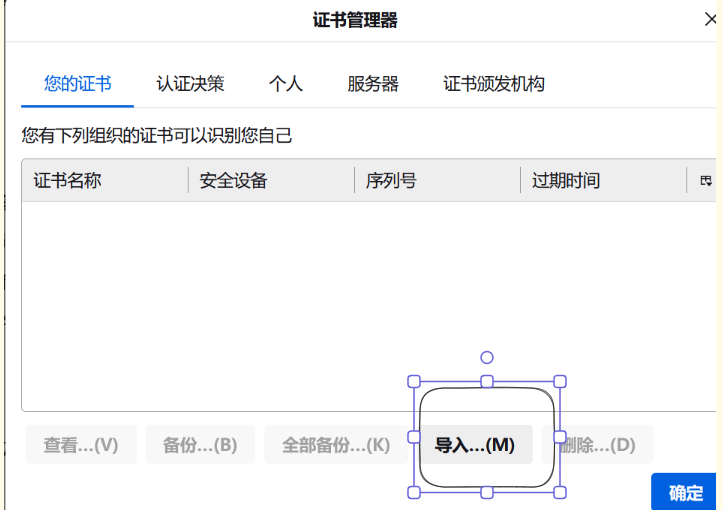 证书管理器
您的证书 认证决策 个人 服务器 证书颁发机构
您有下列组织的证书可以识别您自己
证书名称 安全设备 序列号 过期时间
查看...(V) 备份...(B) 全部备份...(K) 导入...(M) 删除...(D)
确定